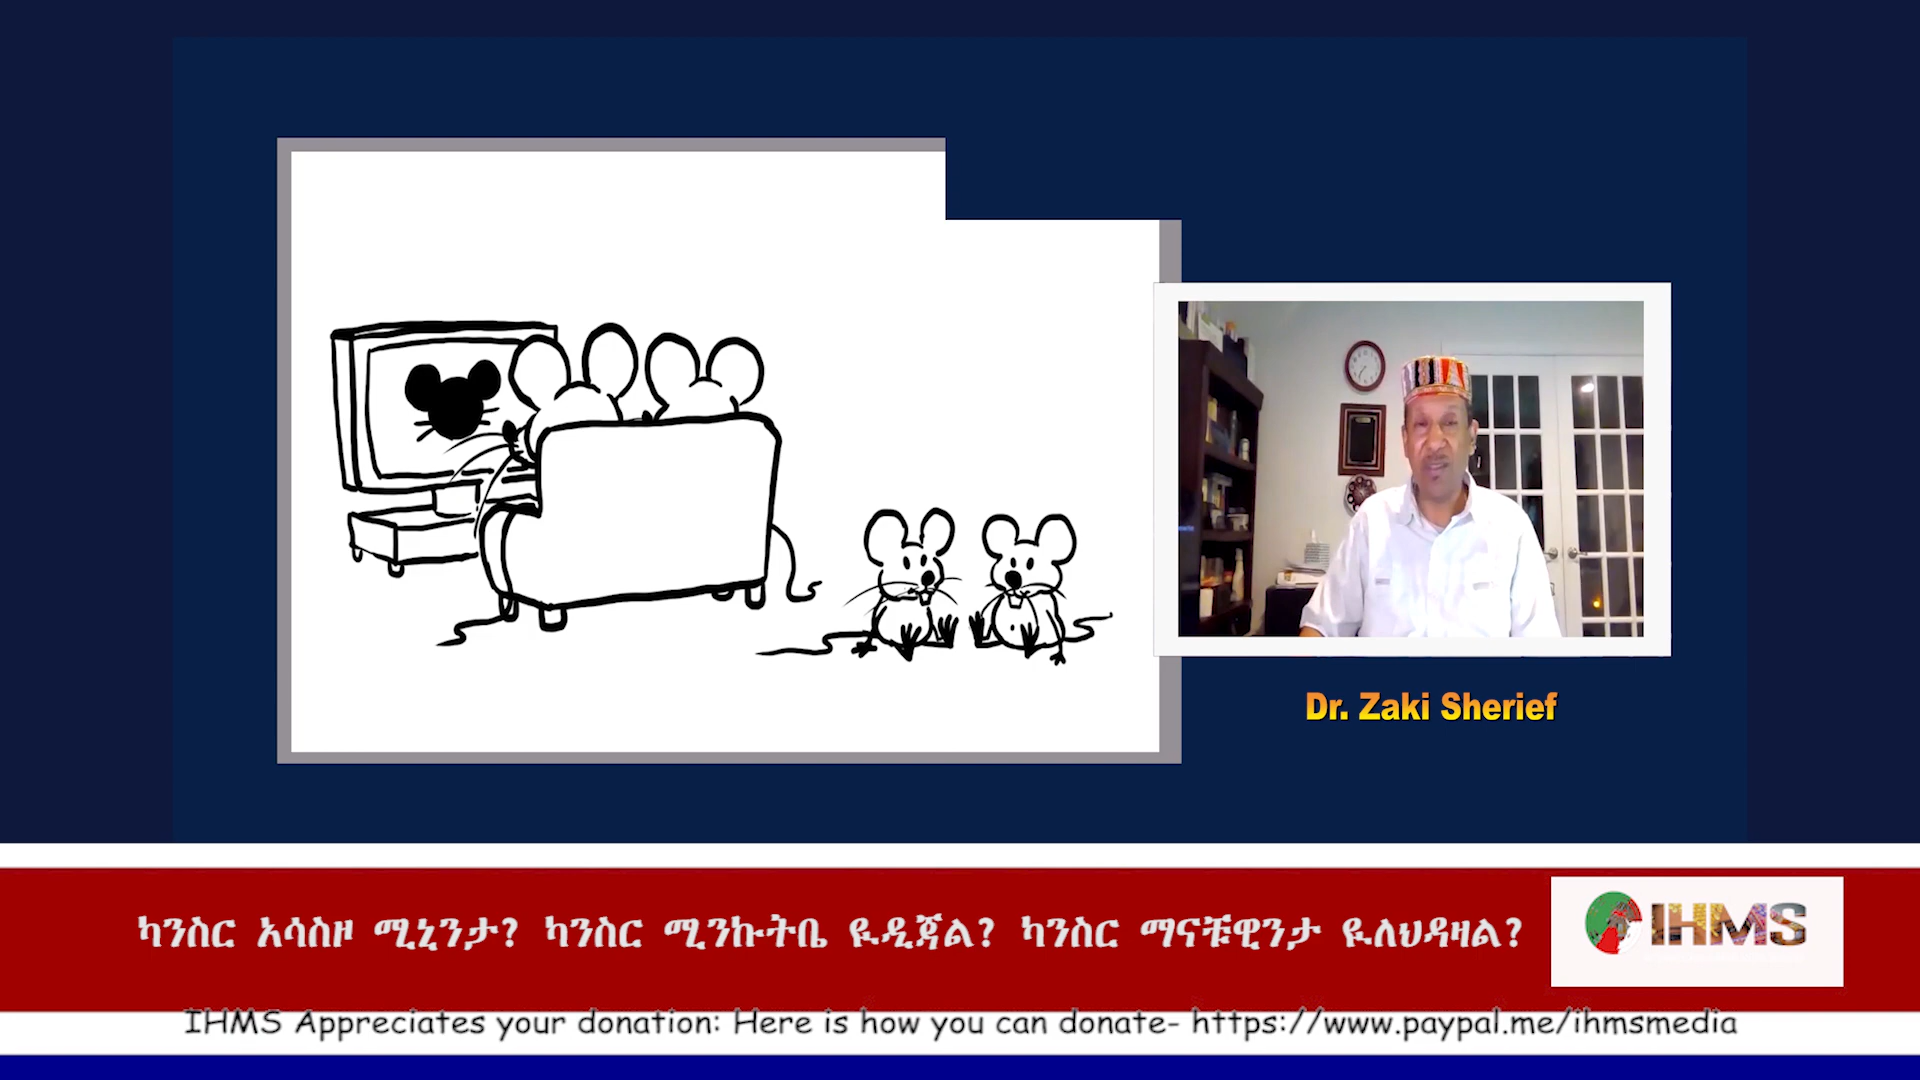 Dr. Zaki Sherief
ካንስር አሳስዞ ሚኒንታ? ካንስር ሚንኩትቤ ዪዲጃል? ካንስር ማናቹዊንታ ዪለህዳዛል?
IHMS
IHMS Appreciates your donation: Here is how you can donate- https://www.paypal.me/ihmsmedia